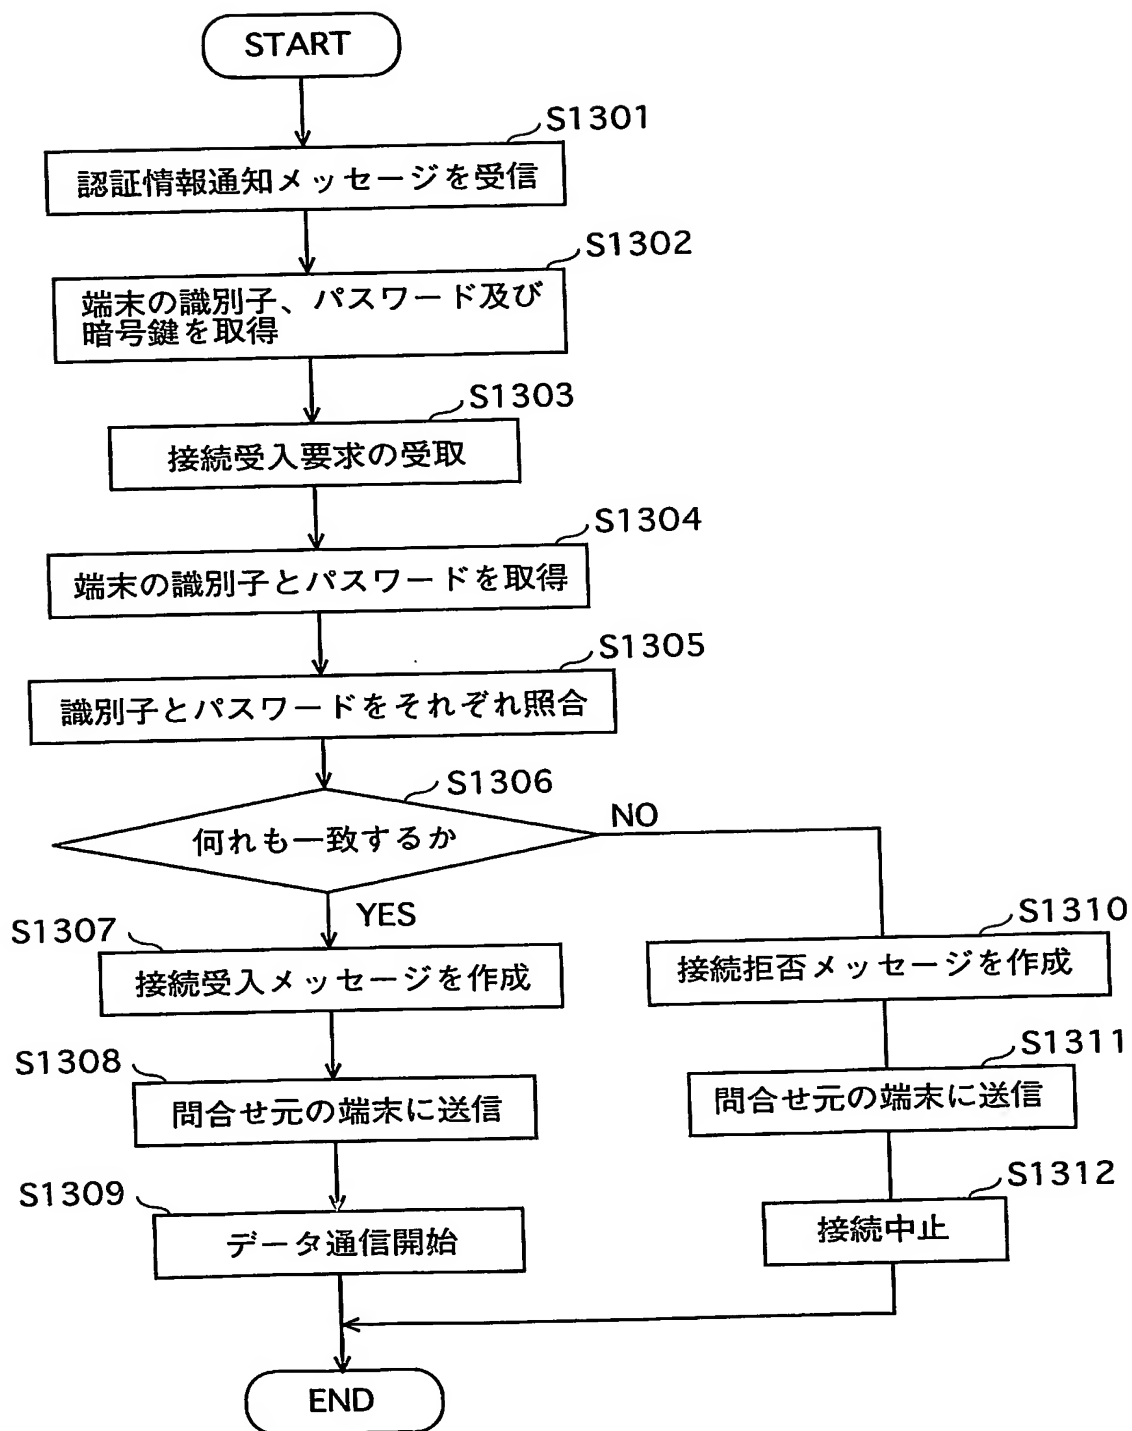 START
S1301
認証情報通知メッセージを受信
S1302
端末の識別子、パスワード及び
暗号鍵を取得
S1303
接続受入要求の受取
S1304
端末の識別子とパスワードを取得
S1305
識別子とパスワードをそれぞれ照合
S1306
何れも一致するか
NO
YES
S1307
接続受入メッセージを作成
S1308
問合せ元の端末に送信
S1309
データ通信開始
S1310
接続拒否メッセージを作成
S1311
問合せ元の端末に送信
S1312
接続中止
END